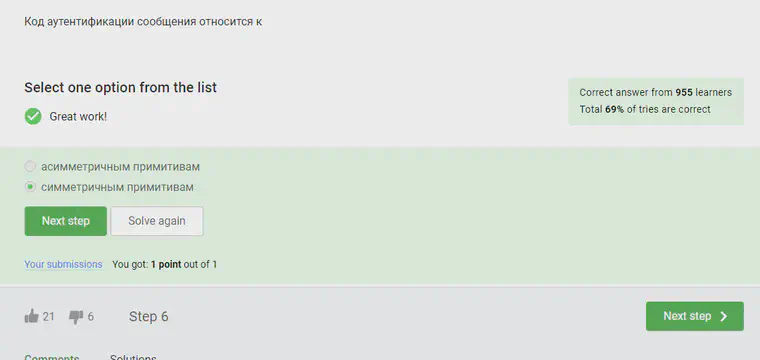 Код аутентификации сообщения относится к
Select one option from the list
Correct answer from 955 learners
Total 69% of tries are correct
Great work!
асимметричным примитивам
симметричным примитивам
Next step
Solve again
Your submissions You got: 1 point out of 1
21 6 Step 6
Next step
Comments Solutions